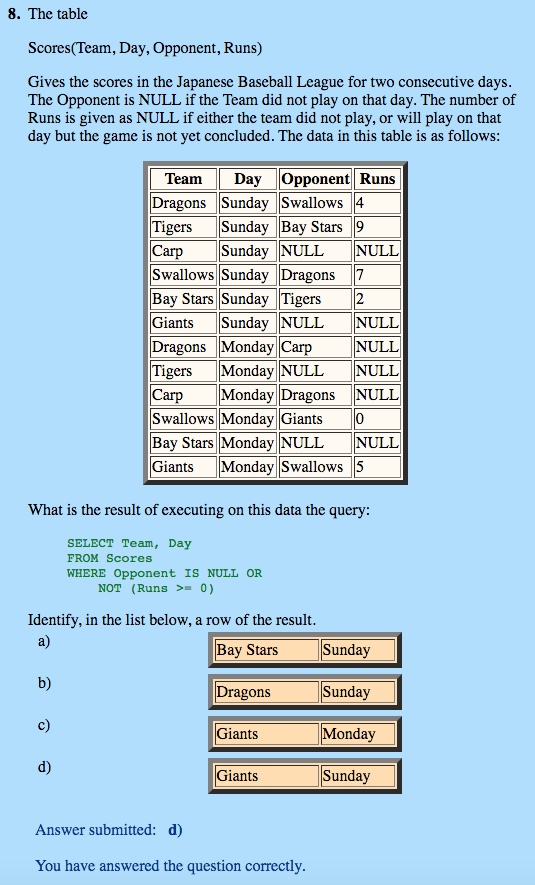 8. The table
Scores(Team, Day, Opponent, Runs)
Gives the scores in the Japanese Baseball League for two consecutive days.
The Opponent is NULL if the Team did not play on that day. The number of
Runs is given as NULL if either the team did not play, or will play on that
day but the game is not yet concluded. The data in this table is as follows:
Team Day Opponent Runs
Dragons Sunday Swallows 4
Tigers Sunday Bay Stars 9
Carp Sunday NULL NULL
Swallows Sunday Dragons 7
Bay Stars Sunday Tigers 2
Giants Sunday NULL NULL
Dragons Monday Carp NULL
Tigers Monday NULL NULL
Carp Monday Dragons NULL
Swallows Monday Giants 0
Bay Stars Monday NULL NULL
Giants Monday Swallows 5
What is the result of executing on this data the query:
SELECT Team, Day
FROM Scores
WHERE Opponent IS NULL OR
NOT (Runs >= 0)
Identify, in the list below, a row of the result.
a) Bay Stars Sunday
b) Dragons Sunday
c) Giants Monday
d) Giants Sunday
Answer submitted: d)
You have answered the question correctly.